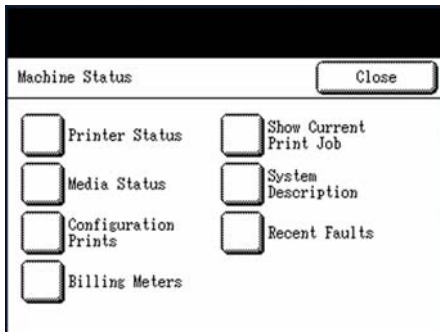 Machine Status
Close
Printer Status
Show Current
Print Job
Media Status
System
Description
Configuration
Prints
Recent Faults
Billing Meters